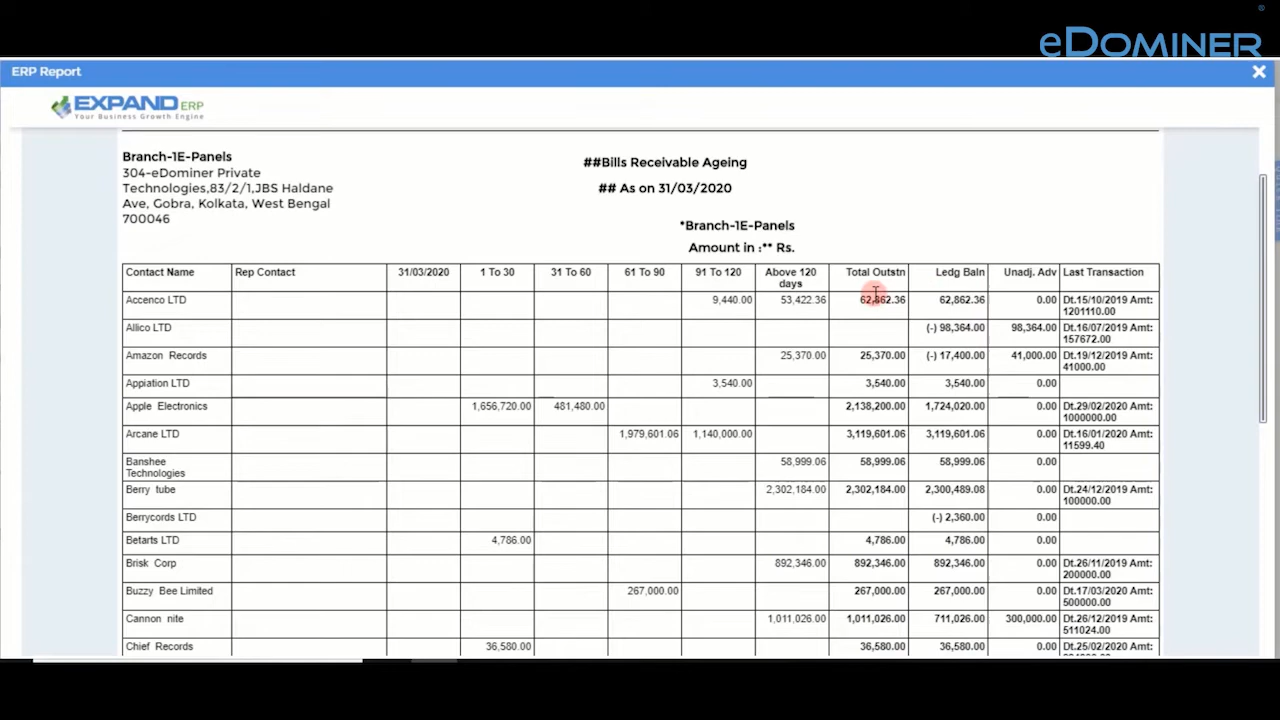 eDOMINER
ERP Report
EXPAND ERP
Your Business Growth Engine
Branch-1E-Panels
304-eDominer Private
Technologies,83/2/1,JBS Haldane
Ave, Gobra, Kolkata, West Bengal
700046
##Bills Receivable Ageing
## As on 31/03/2020
*Branch-1E-Panels
Amount in :** Rs.
Contact Name Rep Contact 31/03/2020 1 To 30 31 To 60 61 To 90 91 To 120 Above 120 days Total Outstn Ledg Baln Unadj. Adv Last Transaction
Accenco LTD 9,440.00 53,422.36 62,862.36 62,862.36 0.00 Dt.15/10/2019 Amt:
1201110.00
Allico LTD (-) 98,364.00 98,364.00 Dt.16/07/2019 Amt:
157672.00
Amazon Records 25,370.00 25,370.00 (-) 17,400.00 41,000.00 Dt.19/12/2019 Amt:
41000.00
Appiation LTD 3,540.00 3,540.00 3,540.00 0.00
Apple Electronics 1,656,720.00 481,480.00 2,138,200.00 1,724,020.00 0.00 Dt.29/02/2020 Amt:
1000000.00
Arcane LTD 1,979,601.06 1,140,000.00 3,119,601.06 3,119,601.06 0.00 Dt.16/01/2020 Amt:
11599.40
Banshee 58,999.06 58,999.06 58,999.06 0.00
Technologies
Berry tube 2,302,184.00 2,302,184.00 2,300,489.08 0.00 Dt.24/12/2019 Amt:
100000.00
Berrycords LTD (-) 2,360.00 0.00
Betarts LTD 4,786.00 4,786.00 4,786.00 0.00
Brisk Corp 892,346.00 892,346.00 892,346.00 0.00 Dt.26/11/2019 Amt:
200000.00
Buzzy Bee Limited 267,000.00 267,000.00 267,000.00 0.00 Dt.17/03/2020 Amt:
500000.00
Cannon nite 1,011,026.00 1,011,026.00 711,026.00 300,000.00 Dt.26/12/2019 Amt:
511024.00
Chief Records 36,580.00 36,580.00 36,580.00 0.00 Dt.25/02/2020 Amt: